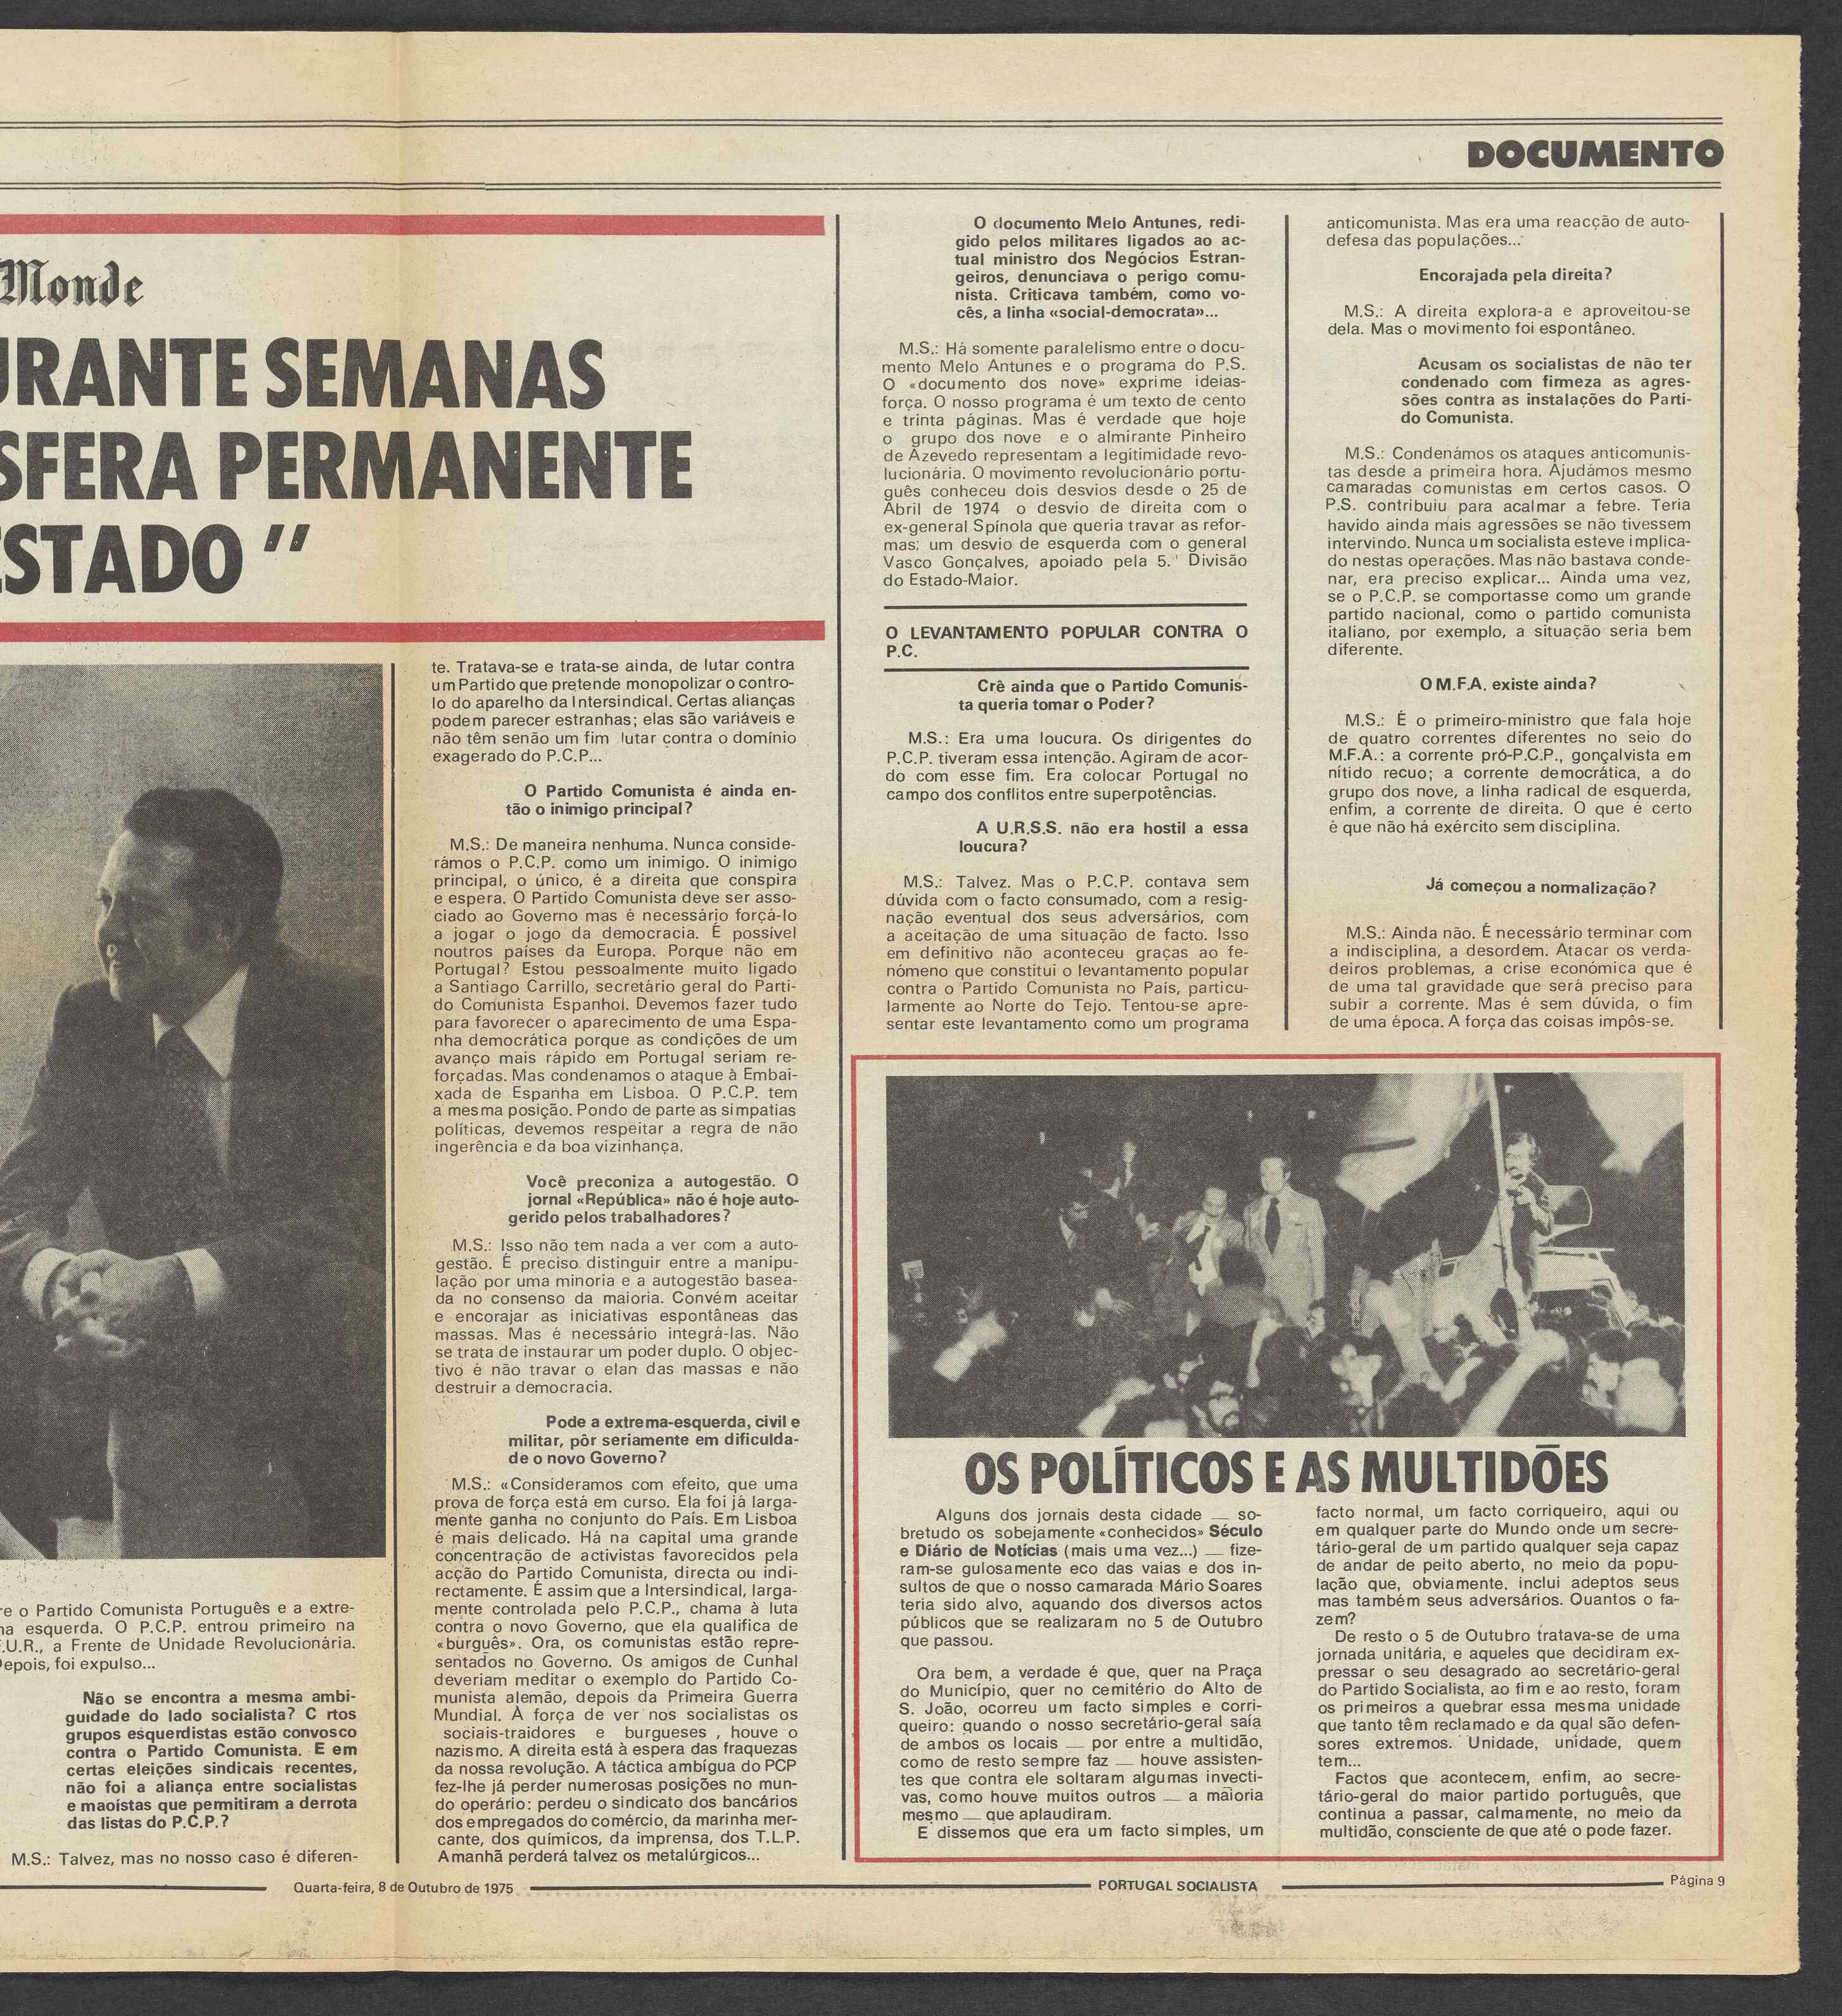 DOCUMENTO
Monde
URANTE SEMANAS
SFERA PERMANENTE
ESTADO"
re o Partido Comunista Português e a extre-
ma esquerda. O P.C.P. entrou primeiro na
F.U.R., a Frente de Unidade Revolucionária.
Depois, foi expulso...
Não se encontra a mesma ambi-
guidade do lado socialista? C rtos
grupos esquerdistas estão convosco
contra o Partido Comunista. E em
certas eleições sindicais recentes,
não foi a aliança entre socialistas
e maoístas que permitiram a derrota
das listas do P.C.P.?
M.S.: Talvez, mas no nosso caso é diferen-
te. Tratava-se e trata-se ainda, de lutar contra
um Partido que pretende monopolizar o contro-
lo do aparelho da Intersindical. Certas alianças
podem parecer estranhas; elas são variáveis e
não têm senão um fim lutar contra o domínio
exagerado do P.C.P...
O Partido Comunista é ainda en-
tão o inimigo principal?
M.S.: De maneira nenhuma. Nunca conside-
rámos o P.C.P. como um inimigo. O inimigo
principal, o único, é a direita que conspira
e espera. O Partido Comunista deve ser asso-
ciado ao Governo mas é necessário forçá-lo
a jogar o jogo da democracia. É possível
noutros países da Europa. Porque não em
Portugal? Estou pessoalmente muito ligado
a Santiago Carrillo, secretário geral do Parti-
do Comunista Espanhol. Devemos fazer tudo
para favorecer o aparecimento de uma Espa-
nha democrática porque as condições de um
avanço mais rápido em Portugal seriam re-
forçadas. Mas condenamos o ataque à Embai-
xada de Espanha em Lisboa. O P.C.P. tem
a mesma posição. Pondo de parte as simpatias
políticas, devemos respeitar a regra de não
ingerência e da boa vizinhança.
Você preconiza a autogestão. O
jornal «República» não é hoje auto-
gerido pelos trabalhadores?
M.S.: Isso não tem nada a ver com a auto-
gestão. É preciso distinguir entre a manipu-
lação por uma minoria e a autogestão basea-
da no consenso da maioria. Convém aceitar
e encorajar as iniciativas espontâneas das
massas. Mas é necessário integrá-las. Não
se trata de instaurar um poder duplo. O objec-
tivo é não travar o elan das massas e não
destruir a democracia.
Pode a extrema-esquerda, civil e
militar, pôr seriamente em dificulda-
de o novo Governo?
M.S.: «Consideramos com efeito, que uma
prova de força está em curso. Ela foi já larga-
mente ganha no conjunto do País. Em Lisboa
é mais delicado. Há na capital uma grande
concentração de activistas favorecidos pela
acção do Partido Comunista, directa ou indi-
rectamente. É assim que a Intersindical, larga-
mente controlada pelo P.C.P., chama à luta
contra o novo Governo, que ela qualifica de
«burguês». Ora, os comunistas estão repre-
sentados no Governo. Os amigos de Cunhal
deveriam meditar o exemplo do Partido Co-
munista alemão, depois da Primeira Guerra
Mundial. À força de ver nos socialistas os
sociais-traidores e burgueses , houve o
nazismo. A direita está à espera das fraquezas
da nossa revolução. A táctica ambígua do PCP
fez-lhe já perder numerosas posições no mun-
do operário: perdeu o sindicato dos bancários
dos empregados do comércio, da marinha mer-
cante, dos químicos, da imprensa, dos T.L.P.
Amanhã perderá talvez os metalúrgicos...
O documento Melo Antunes, redi-
gido pelos militares ligados ao ac-
tual ministro dos Negócios Estran-
geiros, denunciava o perigo comu-
nista. Criticava também, como vo-
cês, a linha «social-democrata»...
M.S.: Há somente paralelismo entre o docu-
mento Melo Antunes e o programa do P.S.
O «documento dos nove» exprime ideias-
força. O nosso programa é um texto de cento
e trinta páginas. Mas é verdade que hoje
o grupo dos nove e o almirante Pinheiro
de Azevedo representam a legitimidade revo-
lucionária. O movimento revolucionário portu-
guês conheceu dois desvios desde o 25 de
Abril de 1974 o desvio de direita com o
ex-general Spínola que queria travar as refor-
mas; um desvio de esquerda com o general
Vasco Gonçalves, apoiado pela 5.ª Divisão
do Estado-Maior.
O LEVANTAMENTO POPULAR CONTRA O
P.C.
Crê ainda que o Partido Comunis-
ta queria tomar o Poder?
M.S.: Era uma loucura. Os dirigentes do
P.C.P. tiveram essa intenção. Agiram de acor-
do com esse fim. Era colocar Portugal no
campo dos conflitos entre superpotências.
A U.R.S.S. não era hostil a essa
loucura?
M.S.: Talvez. Mas o P.C.P. contava sem
dúvida com o facto consumado, com a resig-
nação eventual dos seus adversários, com
a aceitação de uma situação de facto. Isso
em definitivo não aconteceu graças ao fe-
nómeno que constitui o levantamento popular
contra o Partido Comunista no País, particu-
larmente ao Norte do Tejo. Tentou-se apre-
sentar este levantamento como um programa
anticomunista. Mas era uma reacção de auto-
defesa das populações...
Encorajada pela direita?
M.S.: A direita explora-a e aproveitou-se
dela. Mas o movimento foi espontâneo.
Acusam os socialistas de não ter
condenado com firmeza as agres-
sões contra as instalações do Parti-
do Comunista.
M.S.: Condenámos os ataques anticomunis-
tas desde a primeira hora. Ajudámos mesmo
camaradas comunistas em certos casos. O
P.S. contribuiu para acalmar a febre. Teria
havido ainda mais agressões se não tivessem
intervindo. Nunca um socialista esteve implica-
do nestas operações. Mas não bastava conde-
nar, era preciso explicar... Ainda uma vez,
se o P.C.P. se comportasse como um grande
partido nacional, como o partido comunista
italiano, por exemplo, a situação seria bem
diferente.
O M.F.A. existe ainda?
M.S.: É o primeiro-ministro que fala hoje
de quatro correntes diferentes no seio do
M.F.A.: a corrente pró-P.C.P., gonçalvista em
nítido recuo; a corrente democrática, a do
grupo dos nove, a linha radical de esquerda,
enfim, a corrente de direita. O que é certo
é que não há exército sem disciplina.
Já começou a normalização?
M.S.: Ainda não. É necessário terminar com
a indisciplina, a desordem. Atacar os verda-
deiros problemas, a crise económica que é
de uma tal gravidade que será preciso para
subir a corrente. Mas é sem dúvida, o fim
de uma época. A força das coisas impôs-se.
OS POLÍTICOS E AS MULTIDÕES
Alguns dos jornais desta cidade — so-
bretudo os sobejamente «conhecidos» Século
e Diário de Notícias (mais uma vez...) — fize-
ram-se gulosamente eco das vaias e dos in-
sultos de que o nosso camarada Mário Soares
teria sido alvo, aquando dos diversos actos
públicos que se realizaram no 5 de Outubro
que passou.
Ora bem, a verdade é que, quer na Praça
do Município, quer no cemitério do Alto de
S. João, ocorreu um facto simples e corri-
queiro: quando o nosso secretário-geral saía
de ambos os locais — por entre a multidão,
como de resto sempre faz — houve assisten-
tes que contra ele soltaram algumas invecti-
vas, como houve muitos outros — a maioria
mesmo — que aplaudiram.
E dissemos que era um facto simples, um
facto normal, um facto corriqueiro, aqui ou
em qualquer parte do Mundo onde um secre-
tário-geral de um partido qualquer seja capaz
de andar de peito aberto, no meio da popu-
lação que, obviamente, inclui adeptos seus
mas também seus adversários. Quantos o fa-
zem?
De resto o 5 de Outubro tratava-se de uma
jornada unitária, e aqueles que decidiram ex-
pressar o seu desagrado ao secretário-geral
do Partido Socialista, ao fim e ao resto, foram
os primeiros a quebrar essa mesma unidade
que tanto têm reclamado e da qual são defen-
sores extremos. Unidade, unidade, quem
tem...
Factos que acontecem, enfim, ao secre-
tário-geral do maior partido português, que
continua a passar, calmamente, no meio da
multidão, consciente de que até o pode fazer.
Quarta-feira, 8 de Outubro de 1975
PORTUGAL SOCIALISTA
Página 9